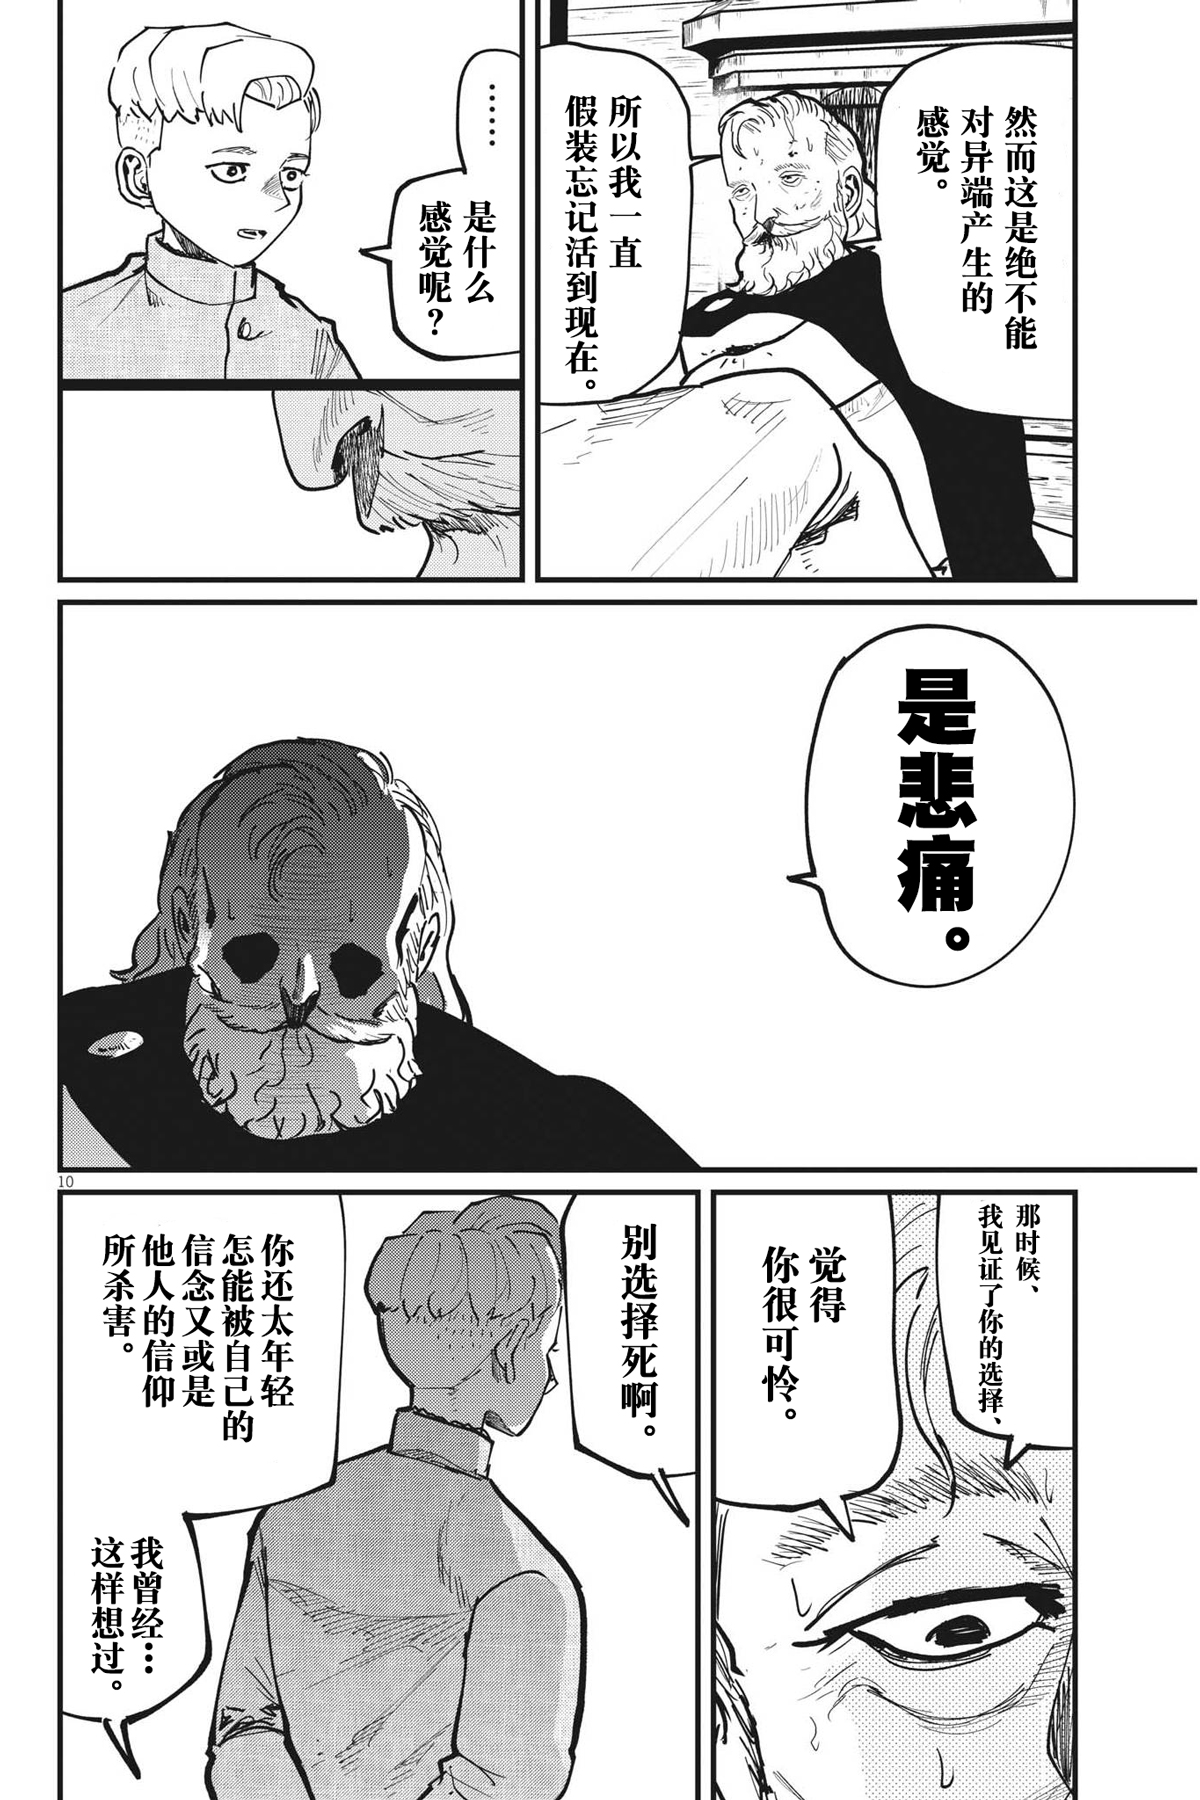 然而这是绝不能
对异端产生的
感觉。
所以我一直
假装忘记活到现在。
……
是什么
感觉呢？
是悲痛。
那时候、
我见证了你的选择、
觉得
你很可怜。
别选择死啊。
你还太年轻
怎能被自己的
信念又或是
他人的信仰
所杀害。
我曾经…
这样想过。
10